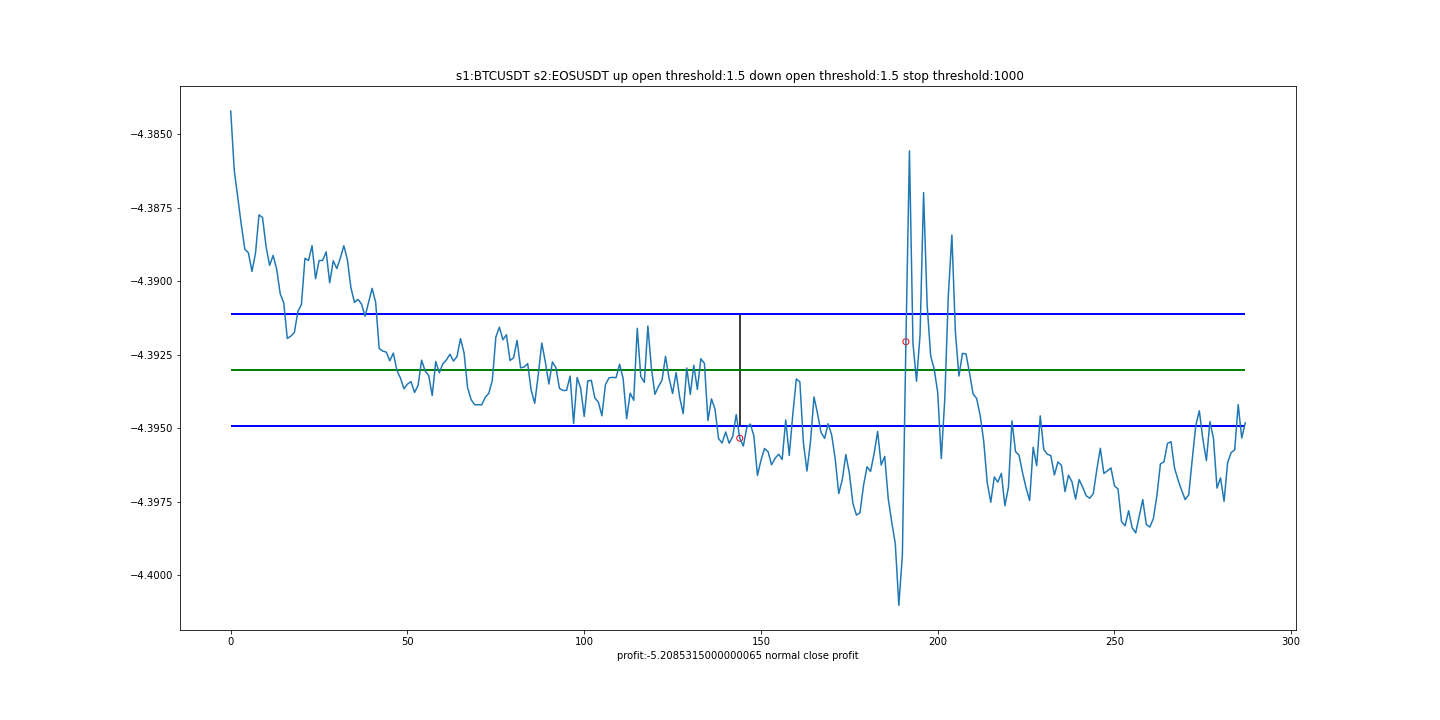 s1:BTCUSDT s2:EOSUSDT up open threshold:1.5 down open threshold:1.5 stop threshold:1000
−4.3850
−4.3875
−4.3900
−4.3925
−4.3950
−4.3975
−4.4000
0 50 100 150 200 250 300
profit:-5.2085315000000065 normal close profit